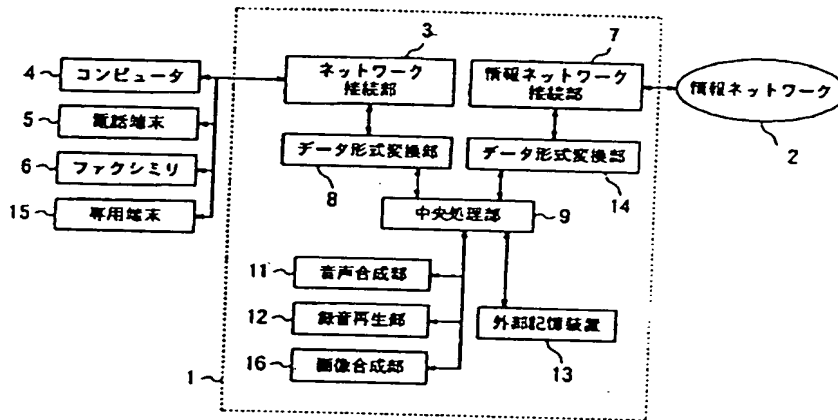 3
7
4
コンピュータ
ネットワーク
接続部
情報ネットワーク
接続部
情報ネットワーク
5
電話端末
2
6
ファクシミリ
データ形式変換部
データ形式変換部
15
専用端末
8
14
中央処理部
9
11
音声合成部
12
録音再生部
外部記憶装置
16
画像合成部
13
1